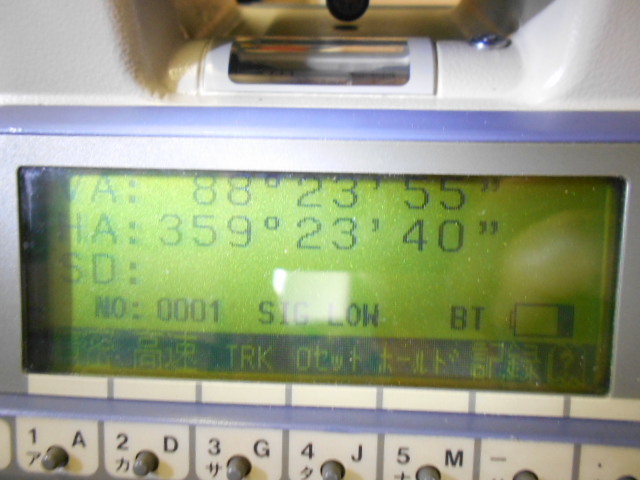 VA: 88°23'55"
HA: 359°23'40"
SD:
NO: 0001 SIG LOW BT
高速 TRK 0セット ホールド 記録
1 A 2 D 3 G 4 J 5 M - .
ア カ サ タ ナ